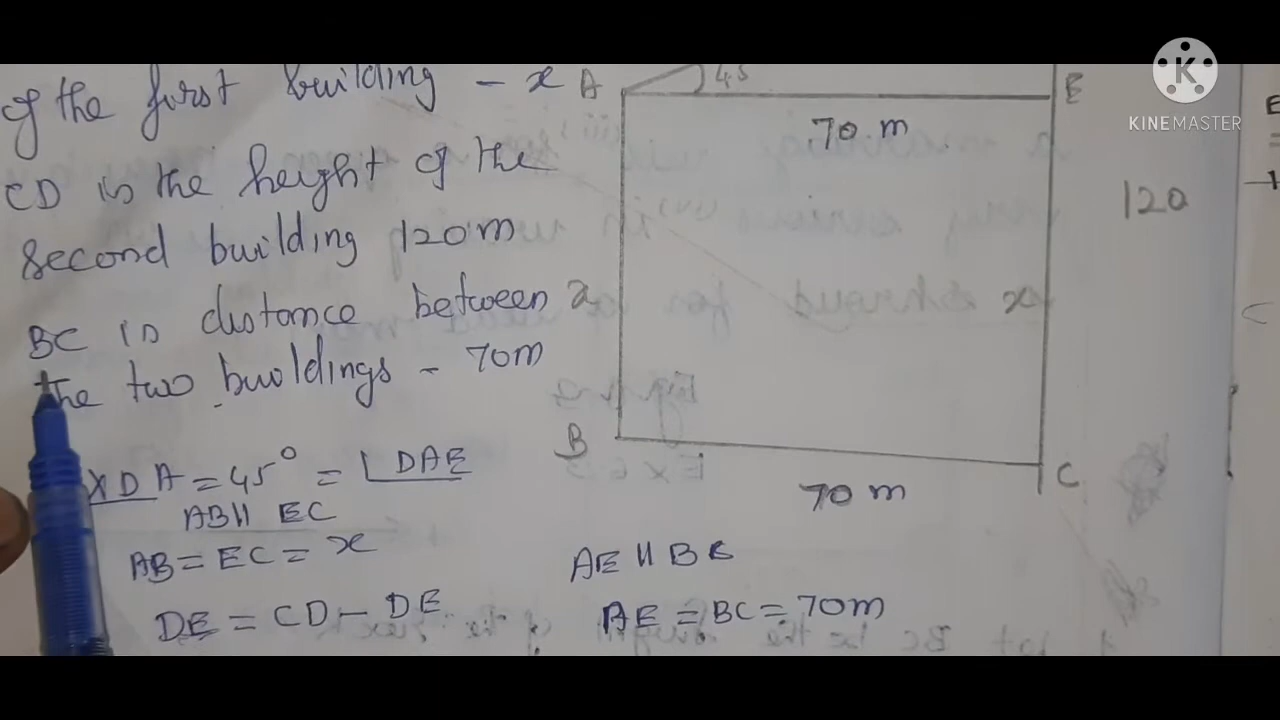 of the first building – x
CD is the height of the
second building 120m
BC is distance between
the two buildings – 70m
∠XDA = 45° = ∠DAE
AB || EC
AB = EC = x
DE = CD – DE
A
45
E
70 m
120
x
x
B
C
70 m
AE || BC
AE = BC = 70m
K
KINEMASTER